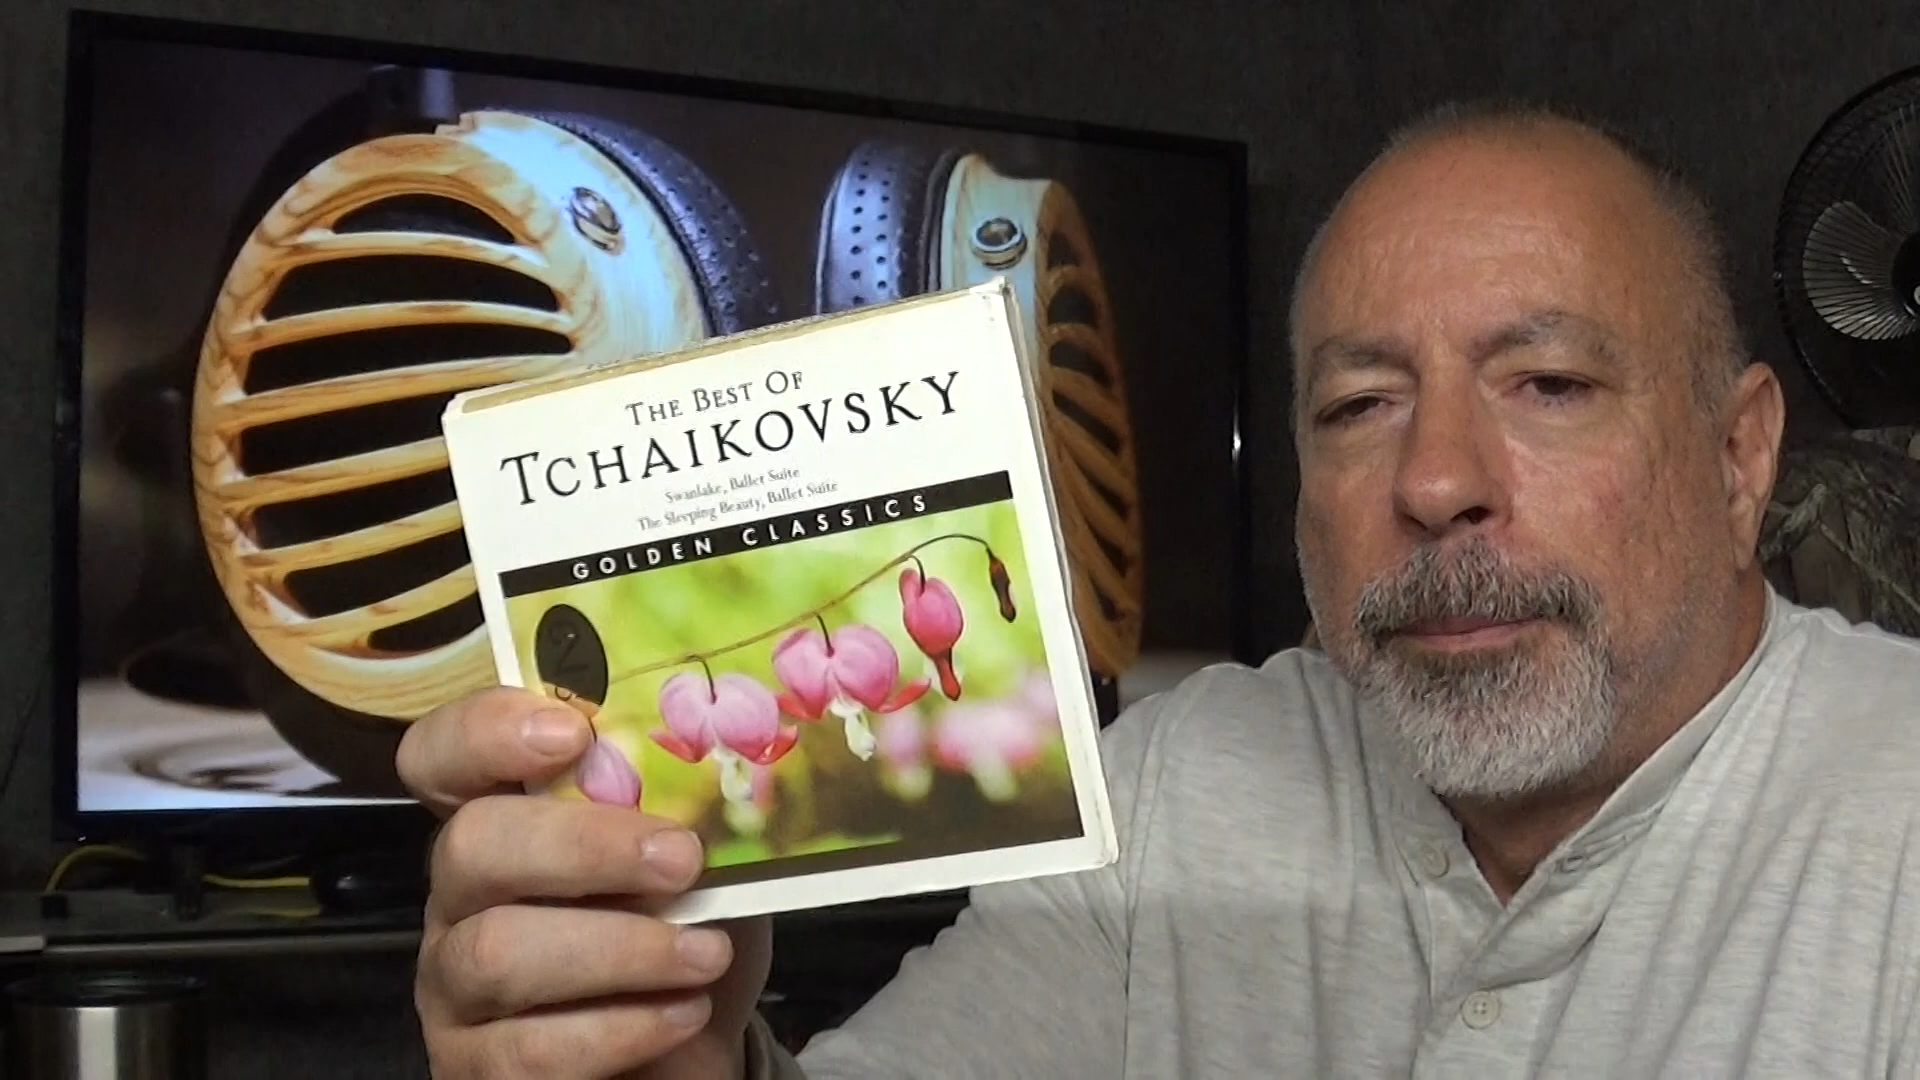 THE BEST OF
TCHAIKOVSKY
Swanlake, Ballet Suite
The Sleeping Beauty, Ballet Suite
GOLDEN CLASSICS
2